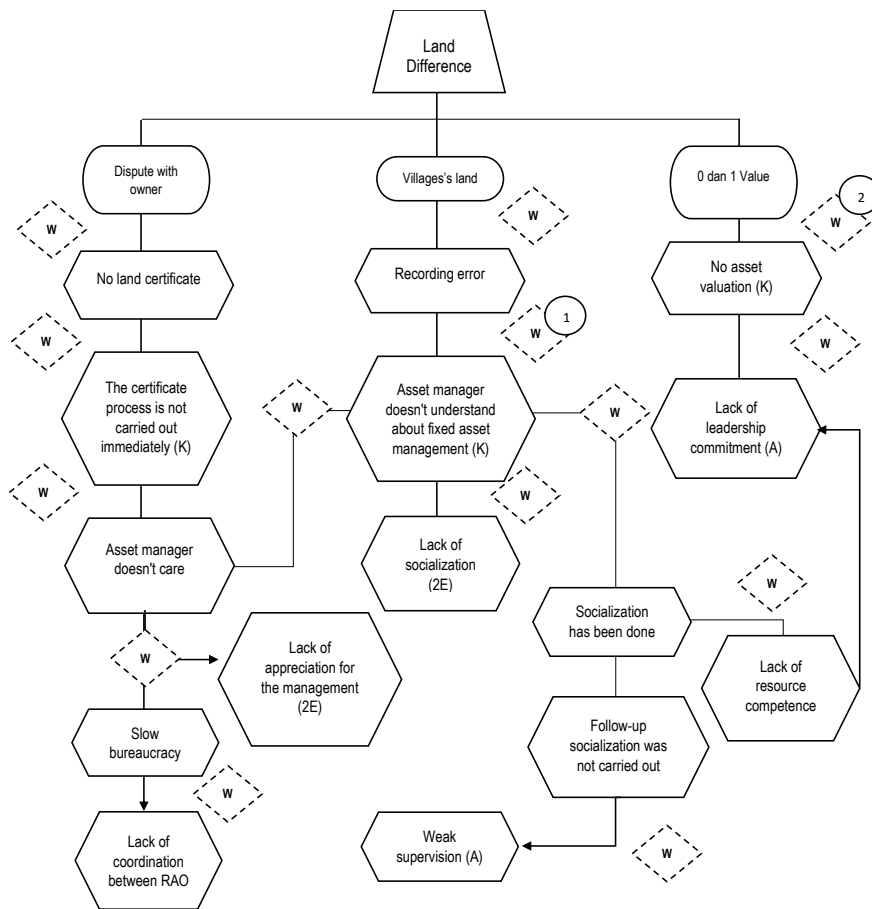 Land
Difference
Dispute with
owner
Villages's land
0 dan 1 Value
2
W
W
W
No land certificate
Recording error
No asset
valuation (K)
W
W
1
W
The certificate
process is not
carried out
immediately (K)
W
Asset manager
doesn't understand
about fixed asset
management (K)
W
Lack of
leadership
commitment (A)
W
W
Asset manager
doesn't care
Lack of
socialization
(2E)
W
Socialization
has been done
W
Lack of
appreciation for
the management
(2E)
Lack of
resource
competence
Slow
bureaucracy
Follow-up
socialization was
not carried out
W
Lack of
coordination
between RAO
Weak
supervision (A)
W